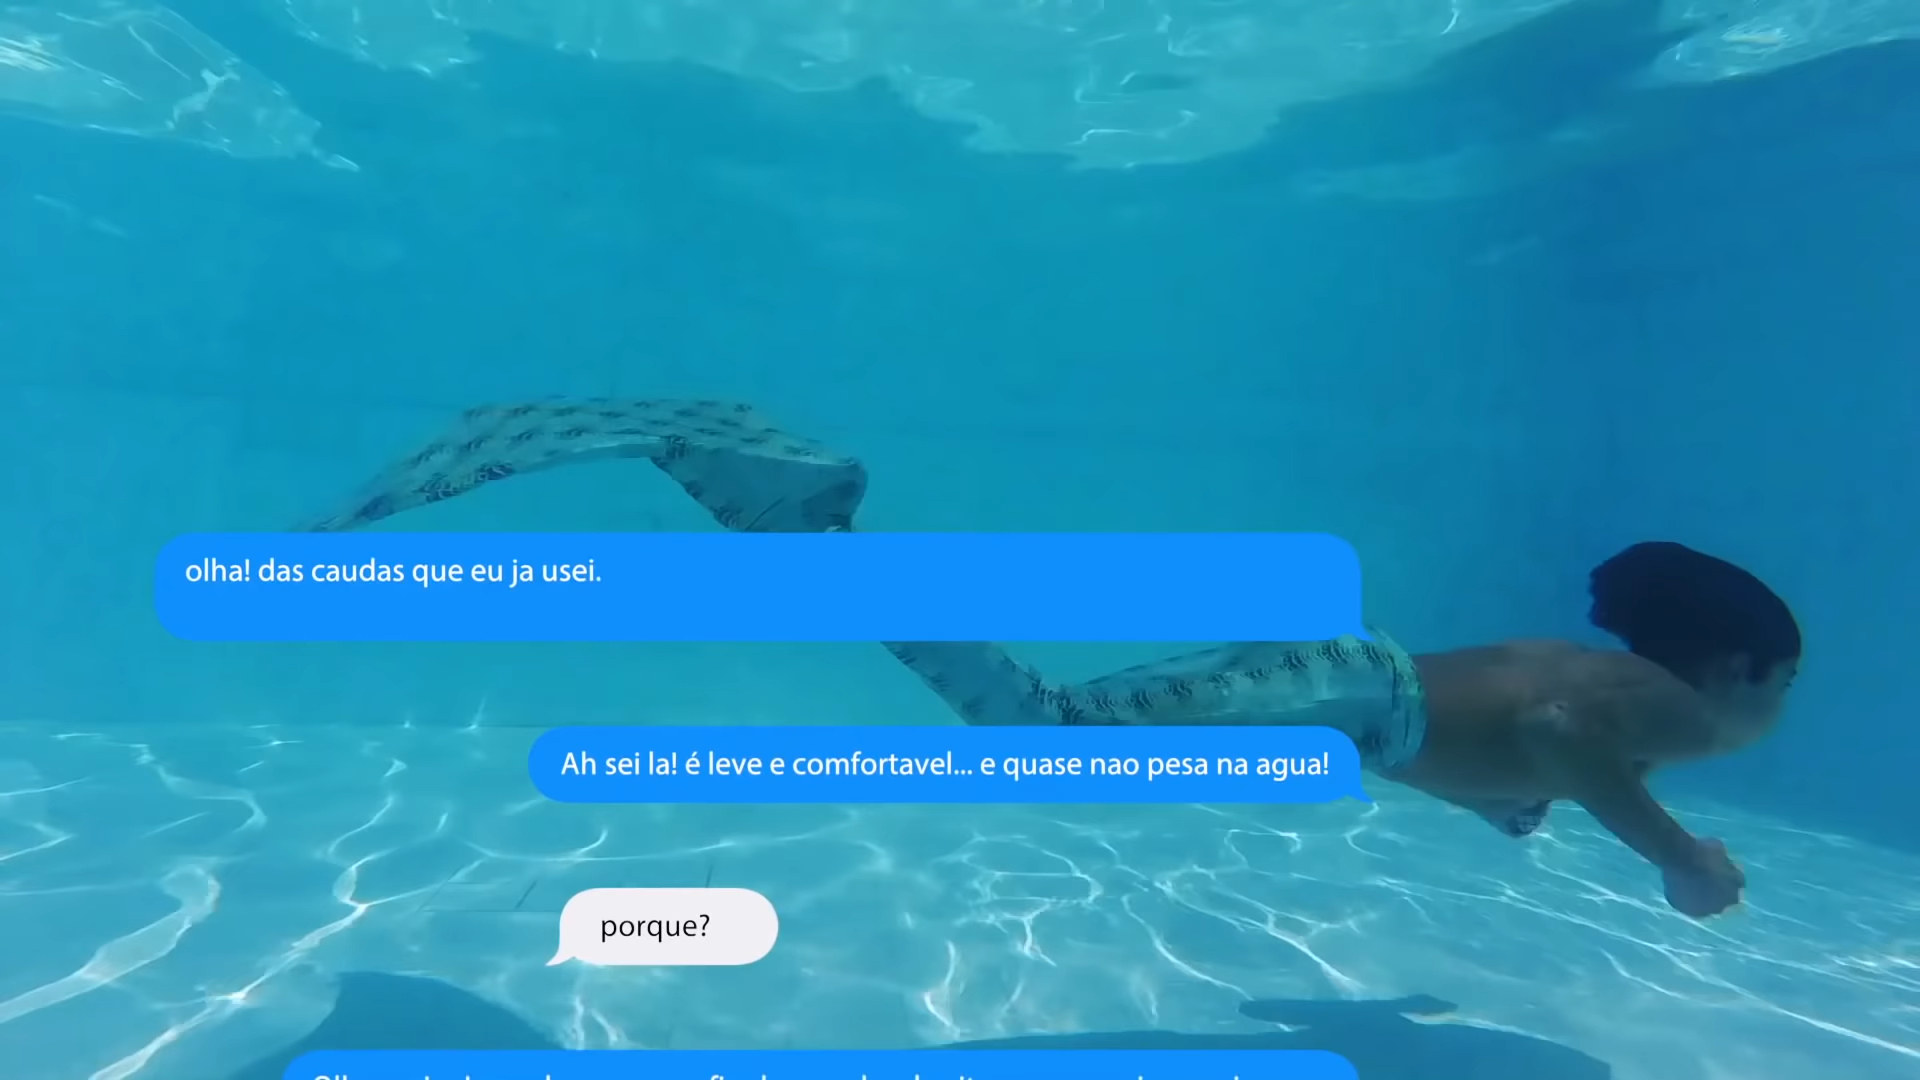 olha! das caudas que eu ja usei.
Ah sei la! é leve e comfortavel... e quase nao pesa na agua!
porque?